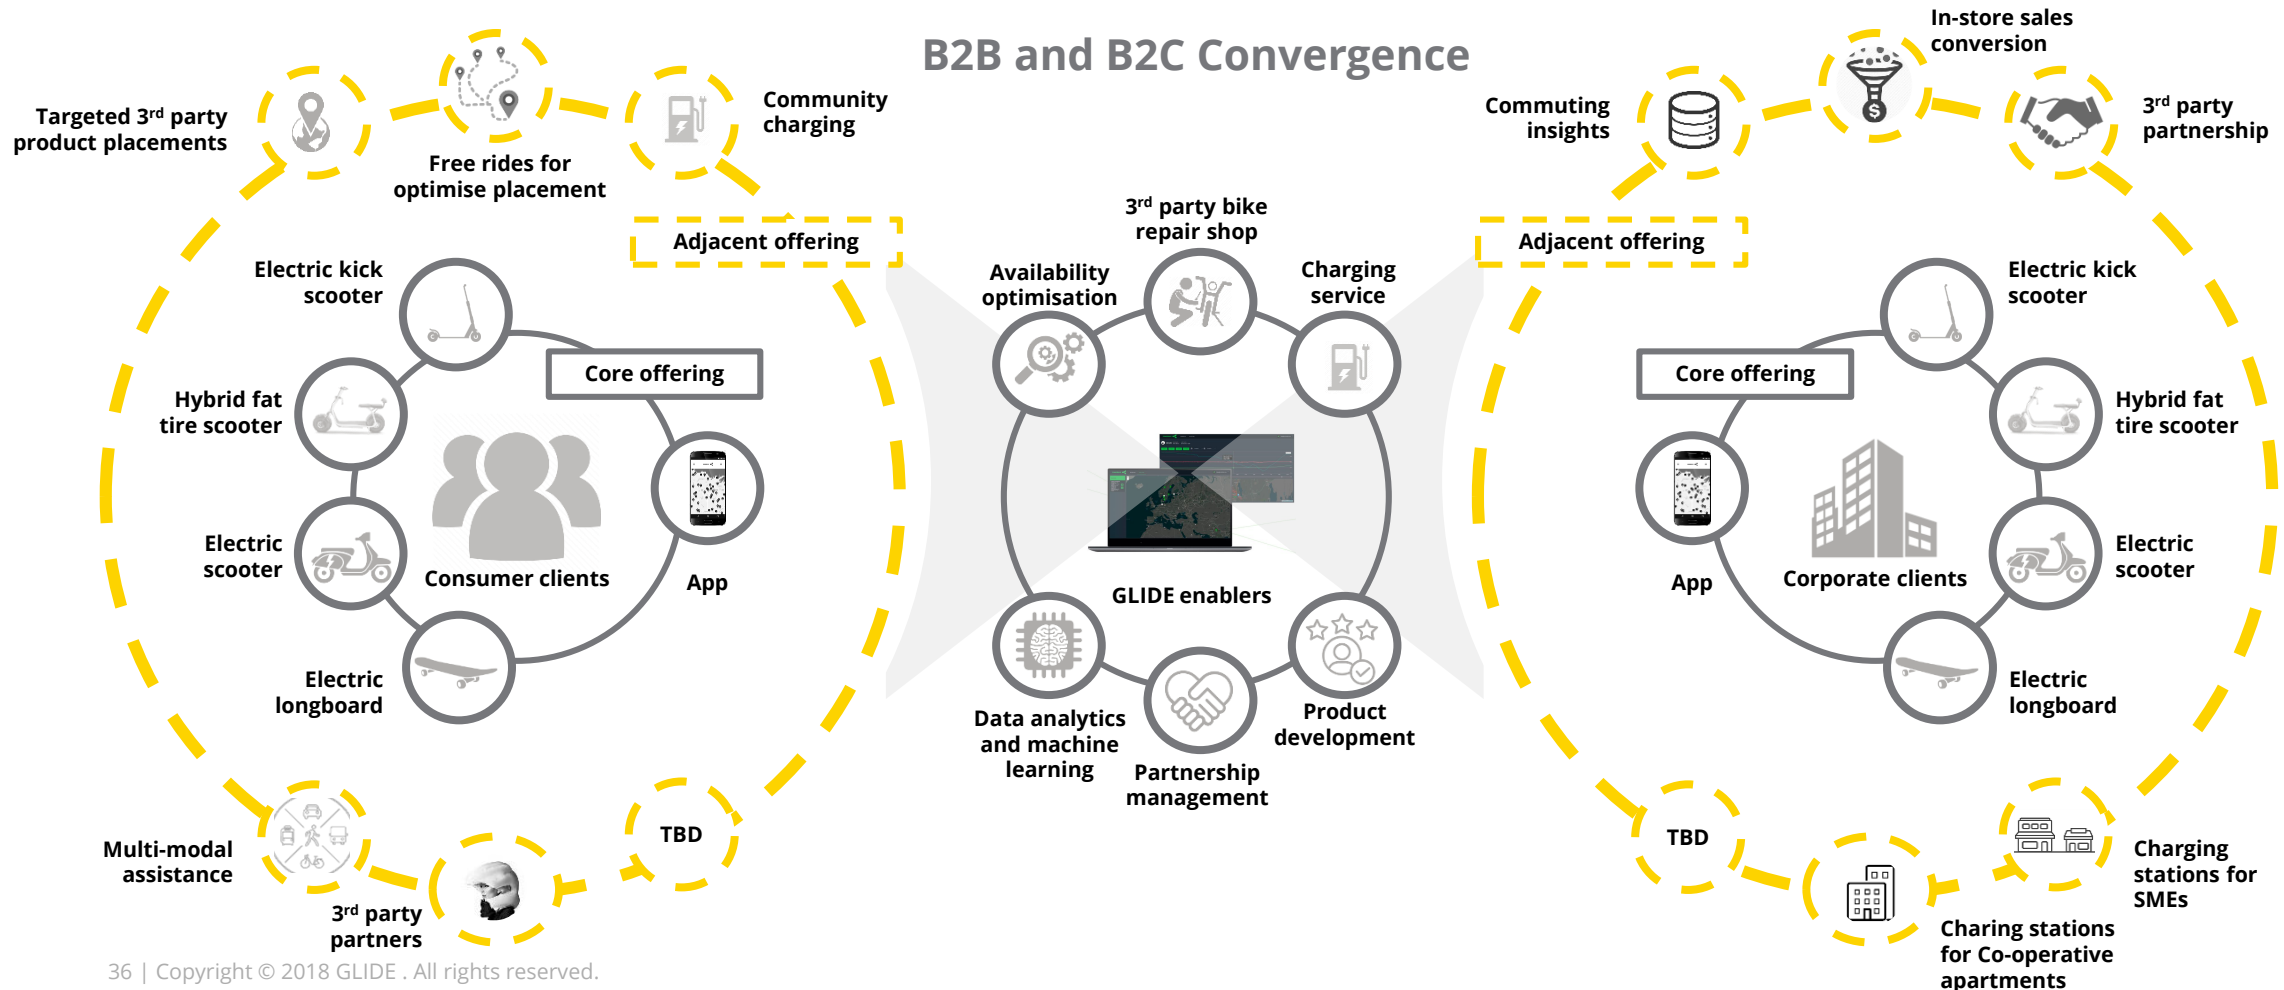 B2B and B2C Convergence
Targeted 3rd party
product placements
Free rides for
optimise placement
Community
charging
Adjacent offering
Electric kick
scooter
Hybrid fat
tire scooter
Electric
scooter
Electric
longboard
Core offering
Consumer clients
App
Multi-modal
assistance
3rd party
partners
TBD
3rd party bike
repair shop
Availability
optimisation
Charging
service
GLIDE enablers
Data analytics
and machine
learning
Partnership
management
Product
development
Commuting
insights
In-store sales
conversion
3rd party
partnership
Adjacent offering
Core offering
Electric kick
scooter
Hybrid fat
tire scooter
Electric
scooter
Electric
longboard
App
Corporate clients
TBD
Charing stations
for Co-operative
apartments
Charging
stations for
SMEs
36 | Copyright © 2018 GLIDE . All rights reserved.